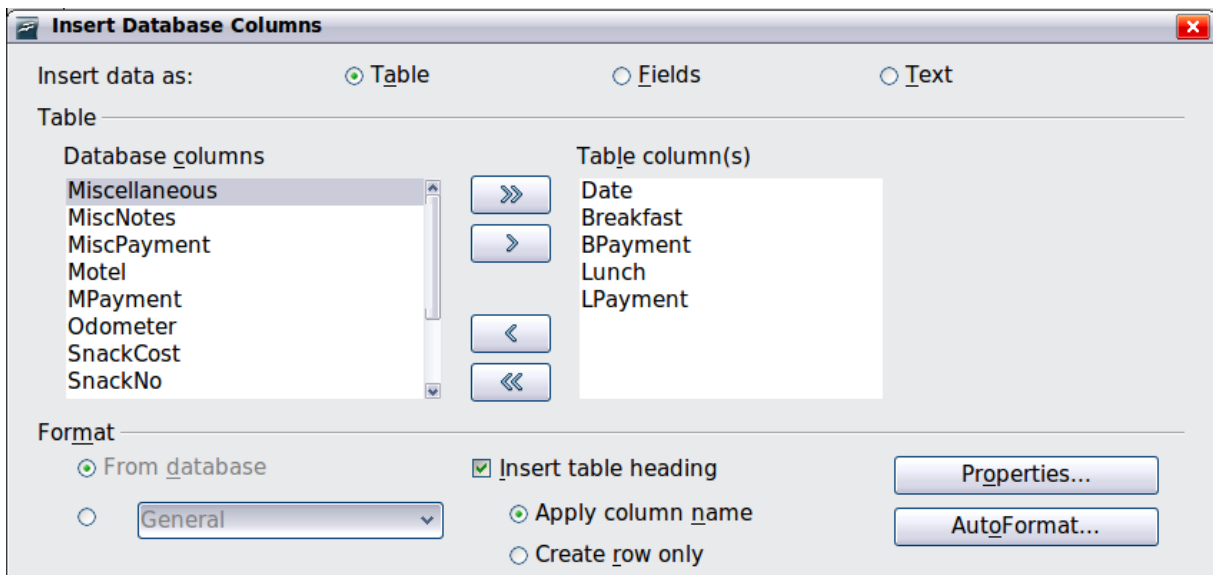 Insert Database Columns
Insert data as: Table Fields Text
Table
Database columns Table column(s)
Miscellaneous Date
MiscNotes Breakfast
MiscPayment BPayment
Motel Lunch
MPayment LPayment
Odometer
SnackCost
SnackNo
Format
From database Insert table heading Properties...
General Apply column name AutoFormat...
Create row only